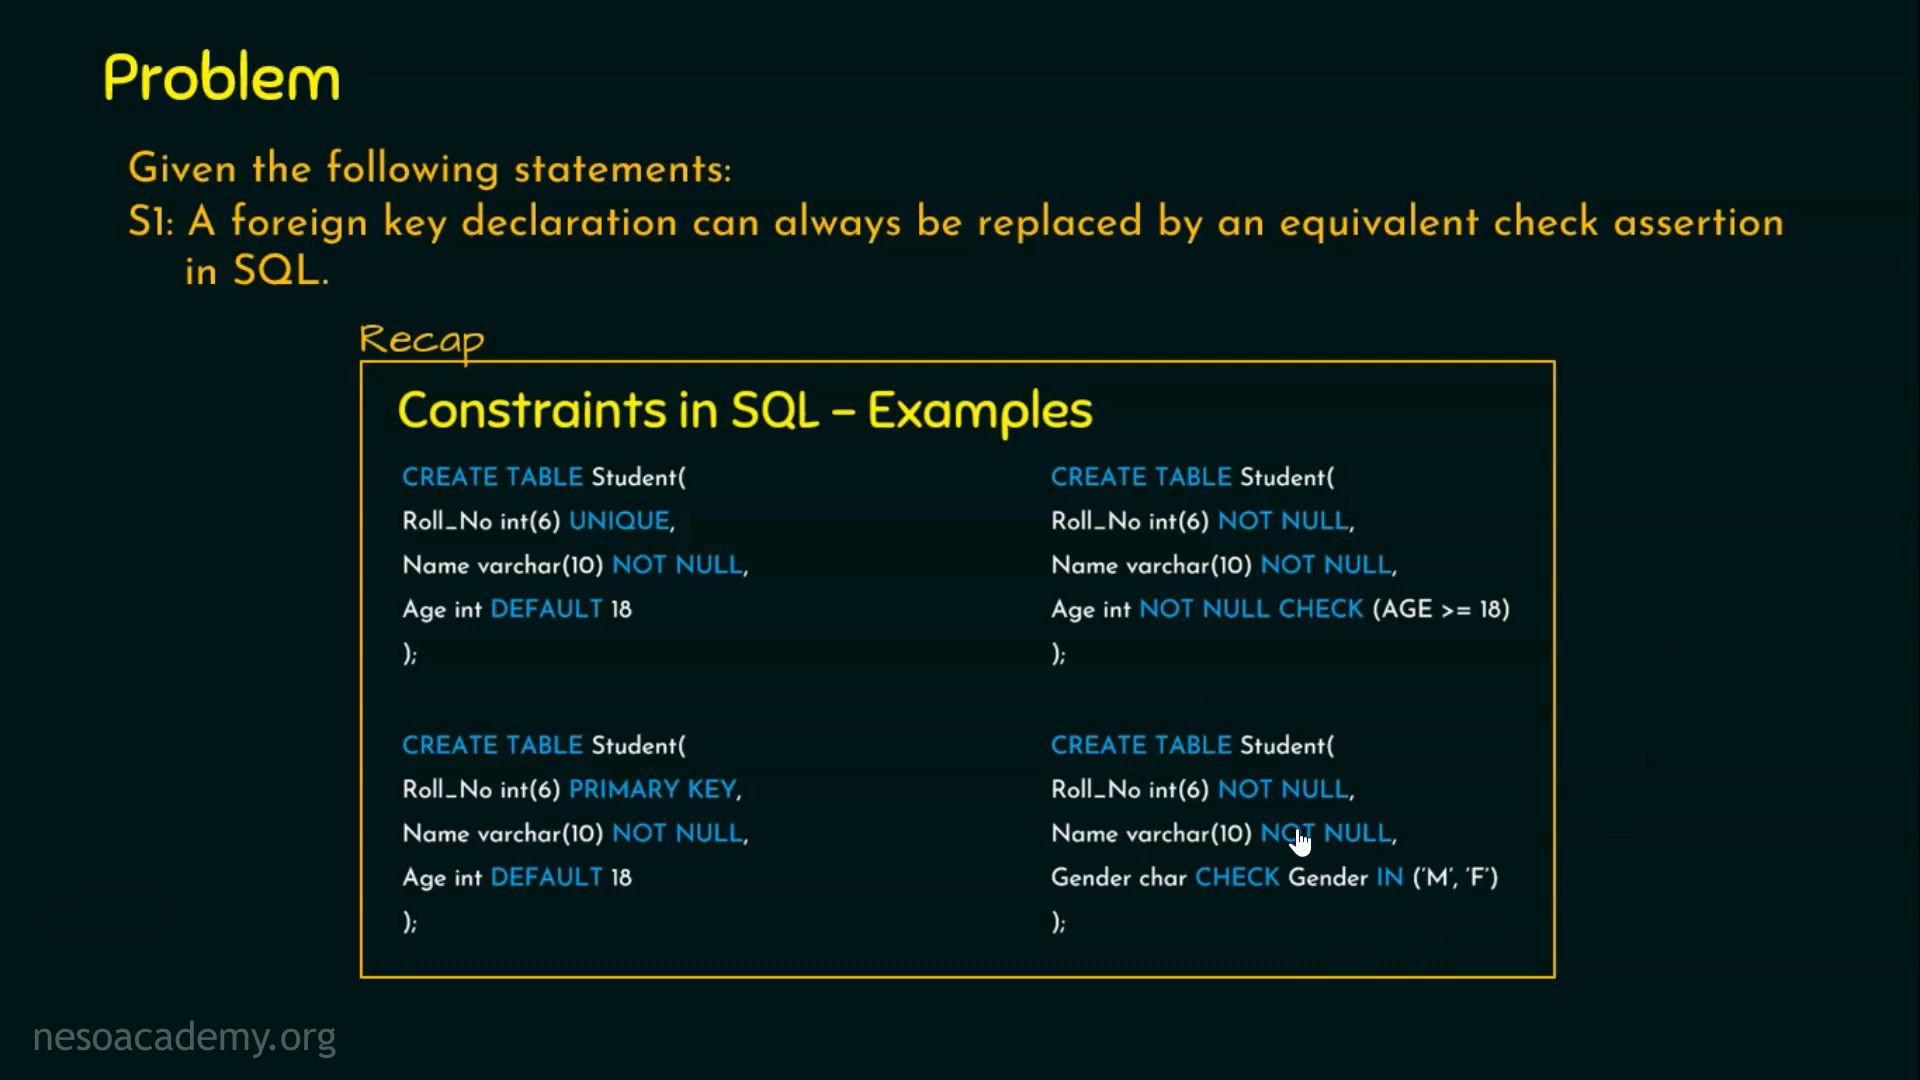 Problem
Given the following statements:
S1: A foreign key declaration can always be replaced by an equivalent check assertion
in SQL.
Recap
Constraints in SQL – Examples
CREATE TABLE Student(
Roll_No int(6) UNIQUE,
Name varchar(10) NOT NULL,
Age int DEFAULT 18
);
CREATE TABLE Student(
Roll_No int(6) NOT NULL,
Name varchar(10) NOT NULL,
Age int NOT NULL CHECK (AGE >= 18)
);
CREATE TABLE Student(
Roll_No int(6) PRIMARY KEY,
Name varchar(10) NOT NULL,
Age int DEFAULT 18
);
CREATE TABLE Student(
Roll_No int(6) NOT NULL,
Name varchar(10) NOT NULL,
Gender char CHECK Gender IN (‘M’, ‘F’)
);
nesoacademy.org